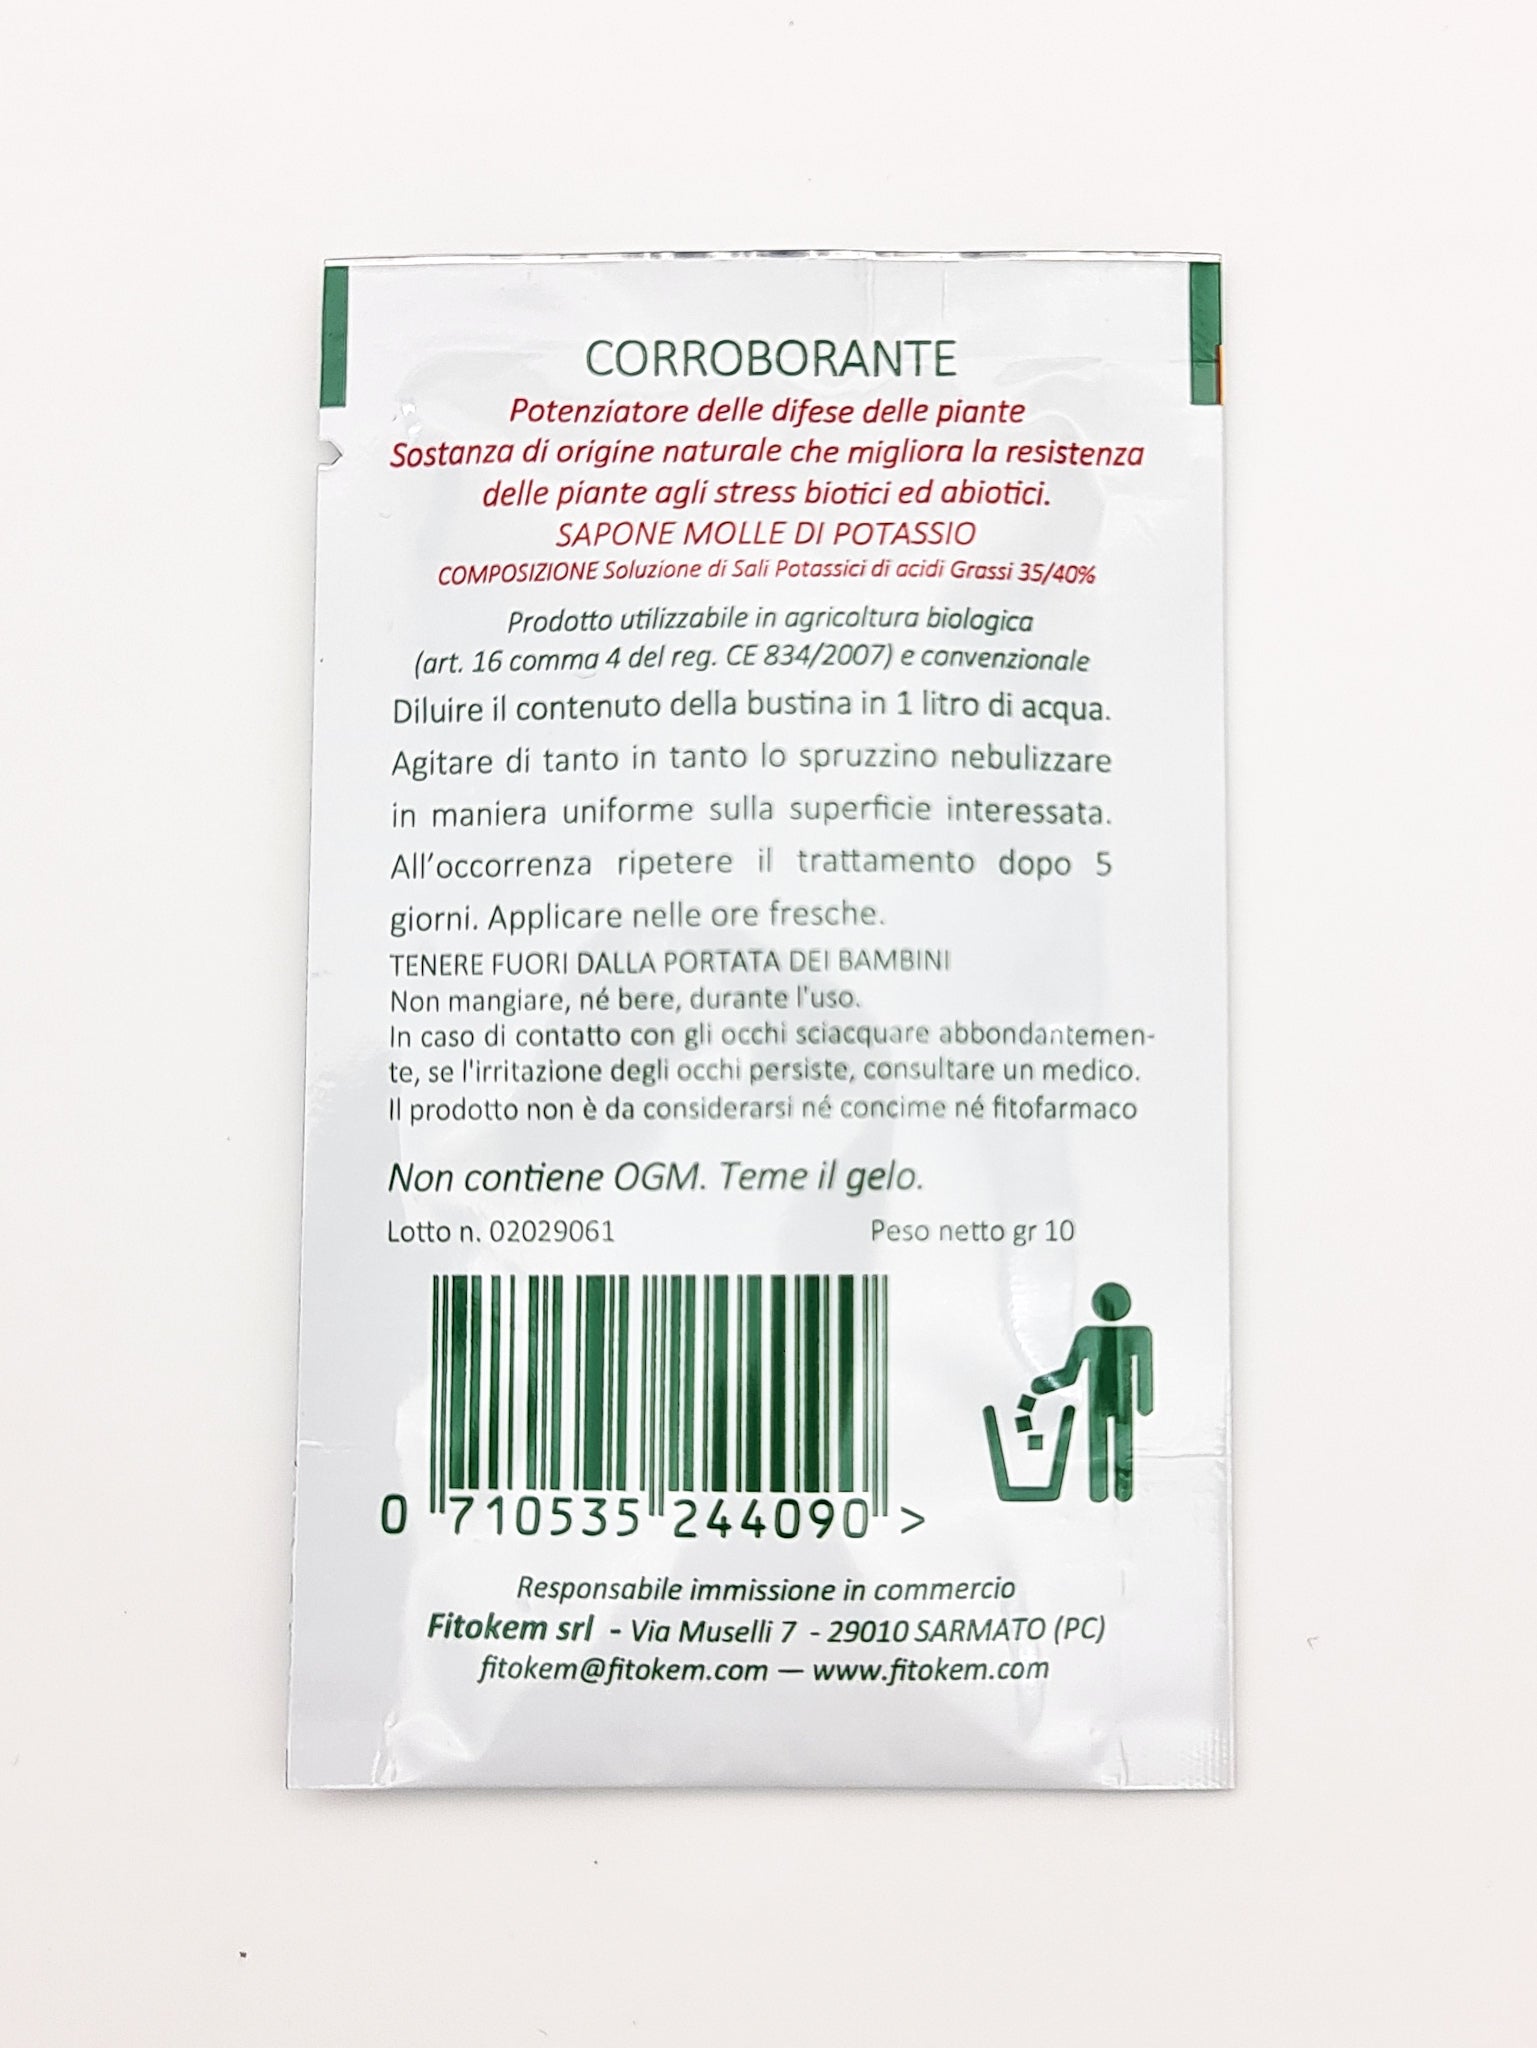 CORROBORANTE
Potenziatore delle difese delle piante
Sostanza di origine naturale che migliora la resistenza
delle piante agli stress biotici ed abiotici.
SAPONE MOLLE DI POTASSIO
COMPOSIZIONE Soluzione di Sali Potassici di acidi Grassi 35/40%
Prodotto utilizzabile in agricoltura biologica
(art. 16 comma 4 del reg. CE 834/2007) e convenzionale
Diluire il contenuto della bustina in 1 litro di acqua.
Agitare di tanto in tanto lo spruzzino nebulizzare
in maniera uniforme sulla superficie interessata.
All'occorrenza ripetere il trattamento dopo 5
giorni. Applicare nelle ore fresche.
TENERE FUORI DALLA PORTATA DEI BAMBINI
Non mangiare, né bere, durante l'uso.
In caso di contatto con gli occhi sciacquare abbondantemen-
te, se l'irritazione degli occhi persiste, consultare un medico.
Il prodotto non è da considerarsi né concime né fitofarmaco
Non contiene OGM. Teme il gelo.
Lotto n. 02029061 Peso netto gr 10
0 710535 244090 >
Responsabile immissione in commercio
Fitokem srl - Via Muselli 7 - 29010 SARMATO (PC)
fitokem@fitokem.com — www.fitokem.com